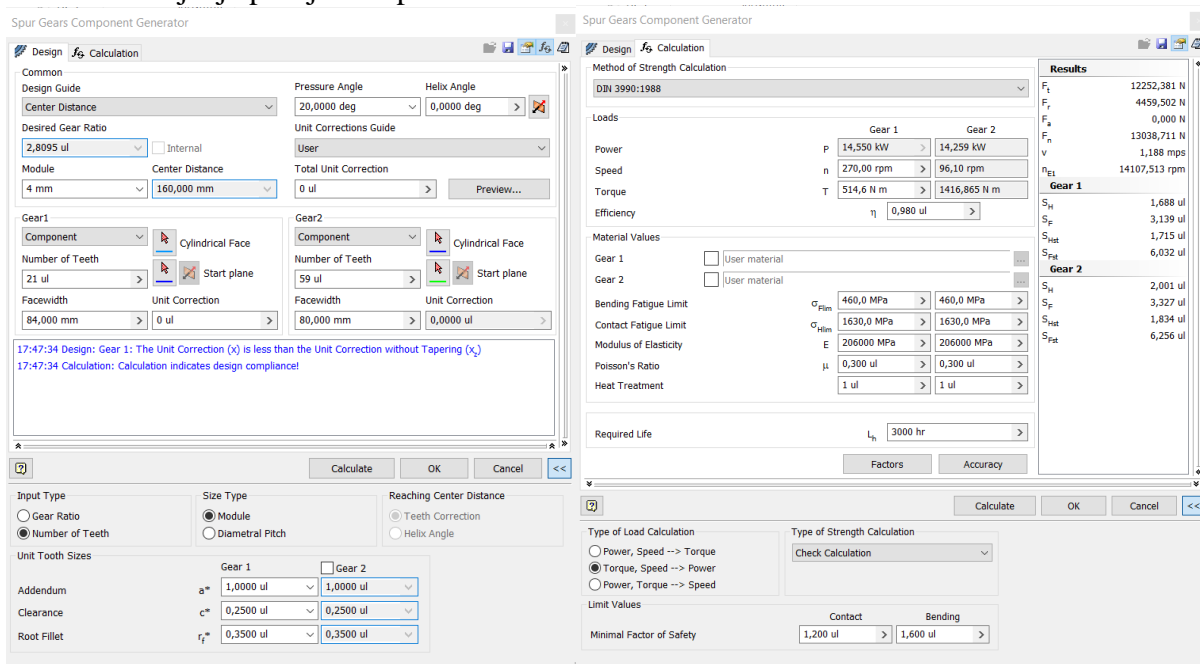 Spur Gears Component Generator
Design
Calculation
Common
Design Guide
Pressure Angle
Helix Angle
Center Distance
20,0000 deg
0,0000 deg
Desired Gear Ratio
Unit Corrections Guide
2,8095 ul
Internal
User
Module
Center Distance
Total Unit Correction
4 mm
160,000 mm
0 ul
Preview...
Gear1
Component
Cylindrical Face
Number of Teeth
21 ul
Start plane
Facewidth
Unit Correction
84,000 mm
0 ul
Gear2
Component
Cylindrical Face
Number of Teeth
59 ul
Start plane
Facewidth
Unit Correction
80,000 mm
0,0000 ul
17:47:34 Design: Gear 1: The Unit Correction (x) is less than the Unit Correction without Tapering (xz)
17:47:34 Calculation: Calculation indicates design compliance!
Calculate
OK
Cancel
<<
Input Type
Gear Ratio
Number of Teeth
Size Type
Module
Diametral Pitch
Reaching Center Distance
Teeth Correction
Helix Angle
Unit Tooth Sizes
Gear 1
Gear 2
Addendum a* 1,0000 ul 1,0000 ul
Clearance c* 0,2500 ul 0,2500 ul
Root Fillet rf* 0,3500 ul 0,3500 ul
Spur Gears Component Generator
Design
Calculation
Method of Strength Calculation
DIN 3990:1988
Loads
Gear 1 Gear 2
Power P 14,550 kW 14,259 kW
Speed n 270,00 rpm 96,10 rpm
Torque T 514,6 N m 1416,865 N m
Efficiency η 0,980 ul
Material Values
Gear 1 User material ...
Gear 2 User material ...
Bending Fatigue Limit σFlim 460,0 MPa 460,0 MPa
Contact Fatigue Limit σHlim 1630,0 MPa 1630,0 MPa
Modulus of Elasticity E 206000 MPa 206000 MPa
Poisson's Ratio μ 0,300 ul 0,300 ul
Heat Treatment 1 ul 1 ul
Required Life Lh 3000 hr
Factors
Accuracy
Results
Ft 12252,381 N
Fr 4459,502 N
Fa 0,000 N
Fn 13038,711 N
v 1,188 mps
nE1 14107,513 rpm
Gear 1
SH 1,688 ul
SF 3,139 ul
SHst 1,715 ul
SFst 6,032 ul
Gear 2
SH 2,001 ul
SF 3,327 ul
SHst 1,834 ul
SFst 6,256 ul
Calculate
OK
Cancel
<<
Type of Load Calculation
Power, Speed --> Torque
Torque, Speed --> Power
Power, Torque --> Speed
Type of Strength Calculation
Check Calculation
Limit Values
Contact Bending
Minimal Factor of Safety 1,200 ul 1,600 ul